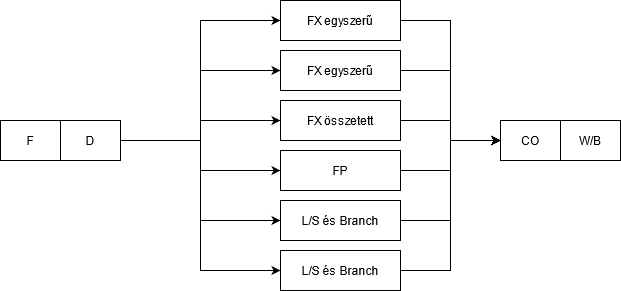 FX egyszerű
FX egyszerű
FX összetett
F D
CO W/B
FP
L/S és Branch
L/S és Branch